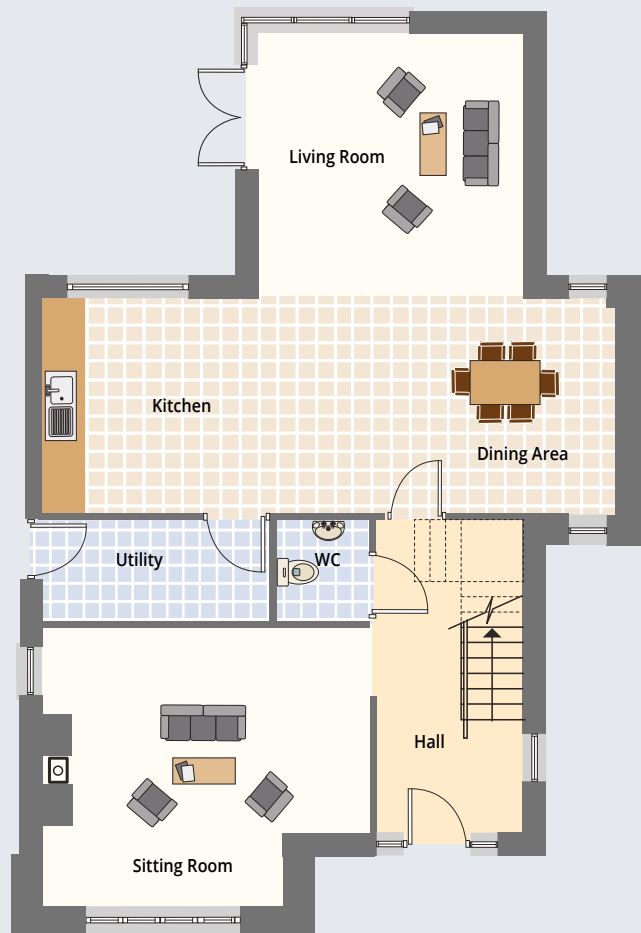 Living Room
Kitchen
Dining Area
Utility
WC
Hall
Sitting Room